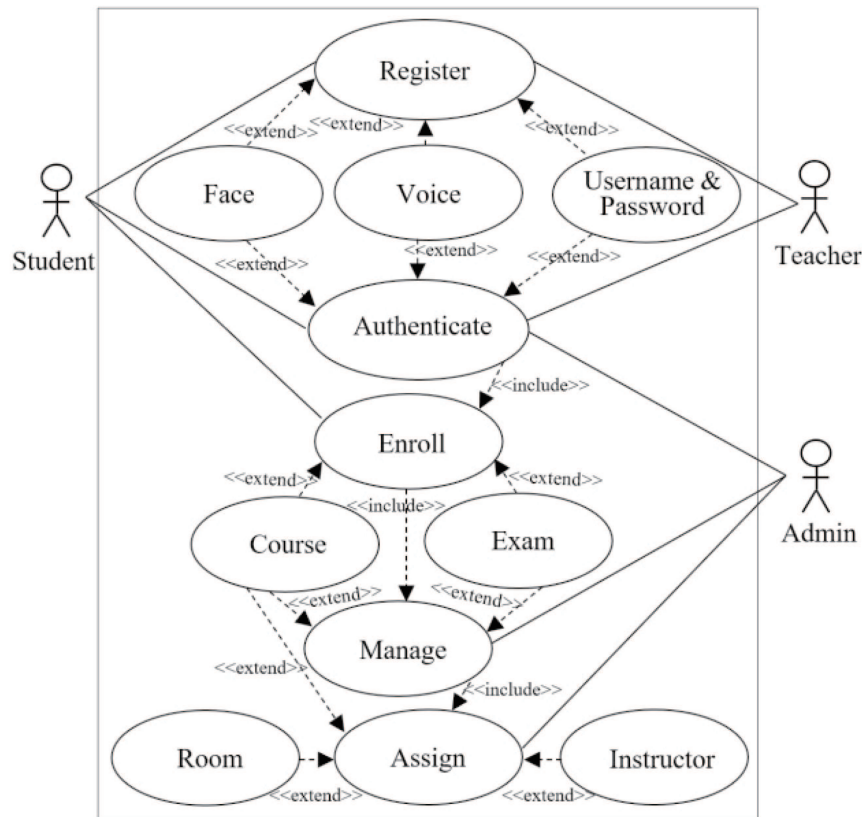 Register
<<extend>>
<<extend>>
<<extend>>
Face
Voice
Username &
Password
Student
Teacher
<<extend>>
<<extend>>
<<extend>>
Authenticate
<<include>>
Enroll
<<extend>>
<<include>>
<<extend>>
Course
Exam
Admin
<<extend>>
<<extend>>
Manage
<<extend>>
<<include>>
Room
Assign
Instructor
<<extend>>
<<extend>>